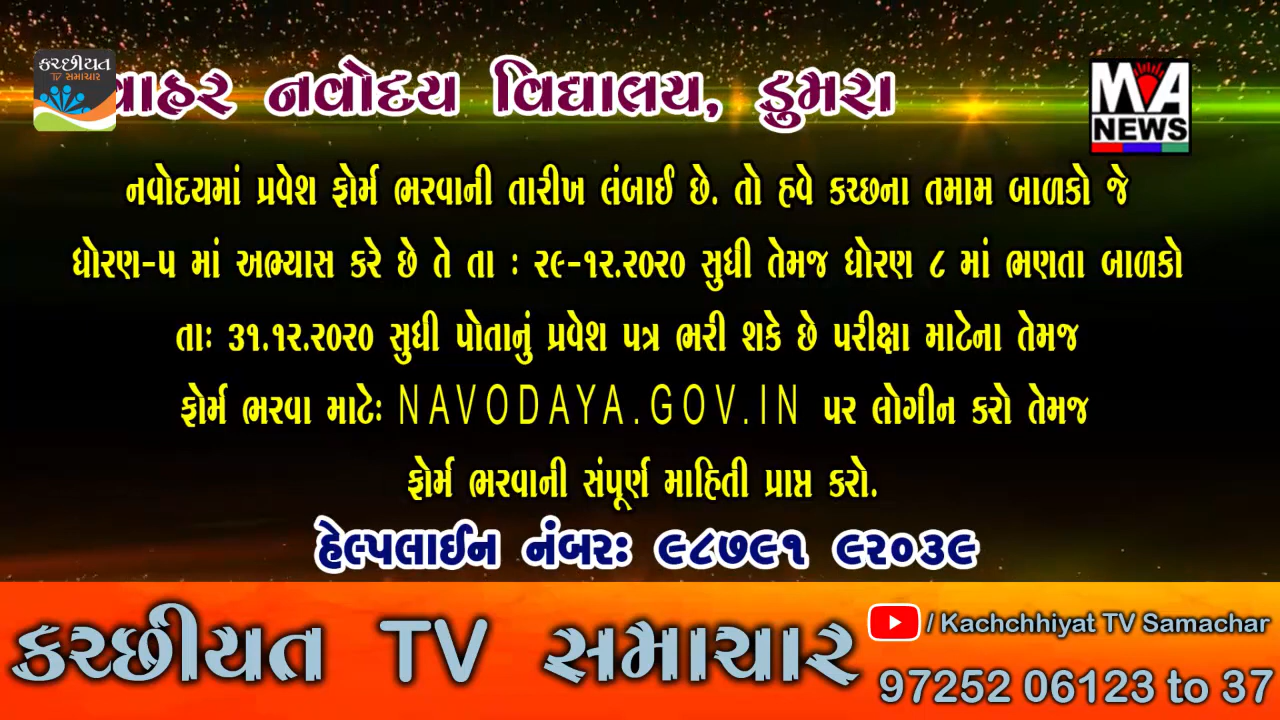 કચ્છીયત
TV સમાચાર
નવોદય વિદ્યાલય, ડુમરા
MA
NEWS
નવોદયમાં પ્રવેશ ફોર્મ ભરવાની તારીખ લંબાઈ છે. તો હવે કચ્છના તમામ બાળકો જે
ધોરણ-૫ માં અભ્યાસ કરે છે તે તા : ૨૯-૧૨.૨૦૨૦ સુધી તેમજ ધોરણ ૮ માં ભણતા બાળકો
તાઃ ૩૧.૧૨.૨૦૨૦ સુધી પોતાનું પ્રવેશ પત્ર ભરી શકે છે પરીક્ષા માટેના તેમજ
ફોર્મ ભરવા માટેઃ NAVODAYA.GOV.IN પર લોગીન કરો તેમજ
ફોર્મ ભરવાની સંપૂર્ણ માહિતી પ્રાપ્ત કરો.
હેલ્પલાઈન નંબરઃ ૯૮૭૯૧ ૯૨૦૩૯
કચ્છીયત TV સમાચાર
/ Kachchhiyat TV Samachar
97252 06123 to 37